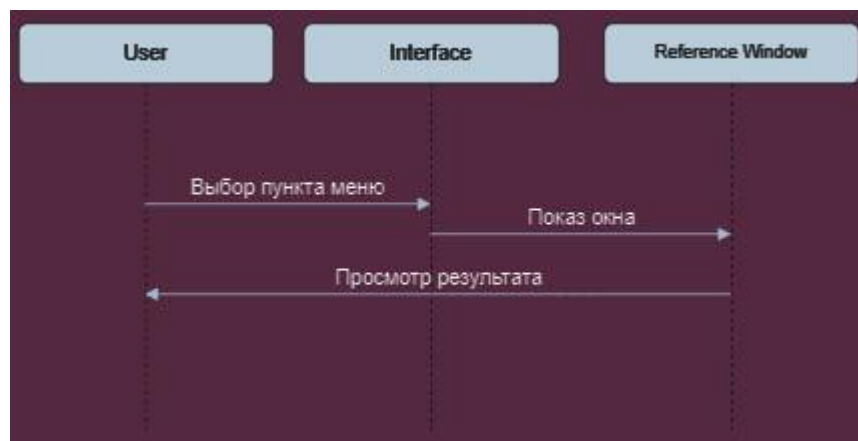 User
Interface
Reference Window
Выбор пункта меню
Показ окна
Просмотр результата